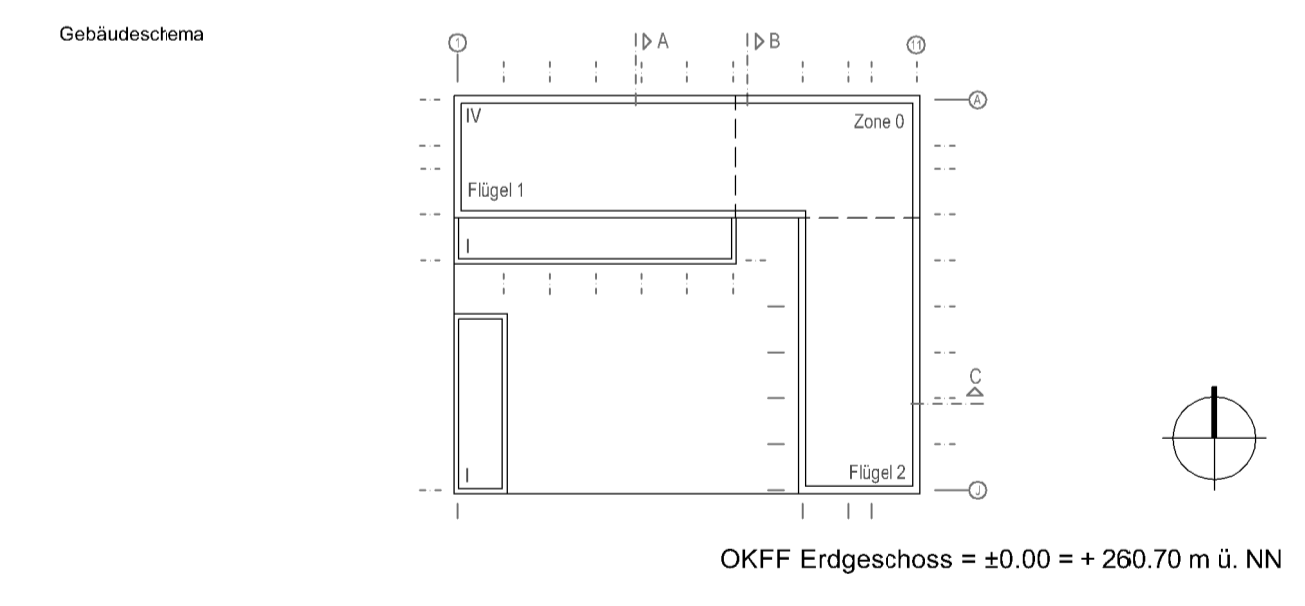 Gebäudeschema
1
A
B
11
A
IV
Zone 0
Flügel 1
I
C
I
Flügel 2
J
OKFF Erdgeschoss = ±0.00 = + 260.70 m ü. NN